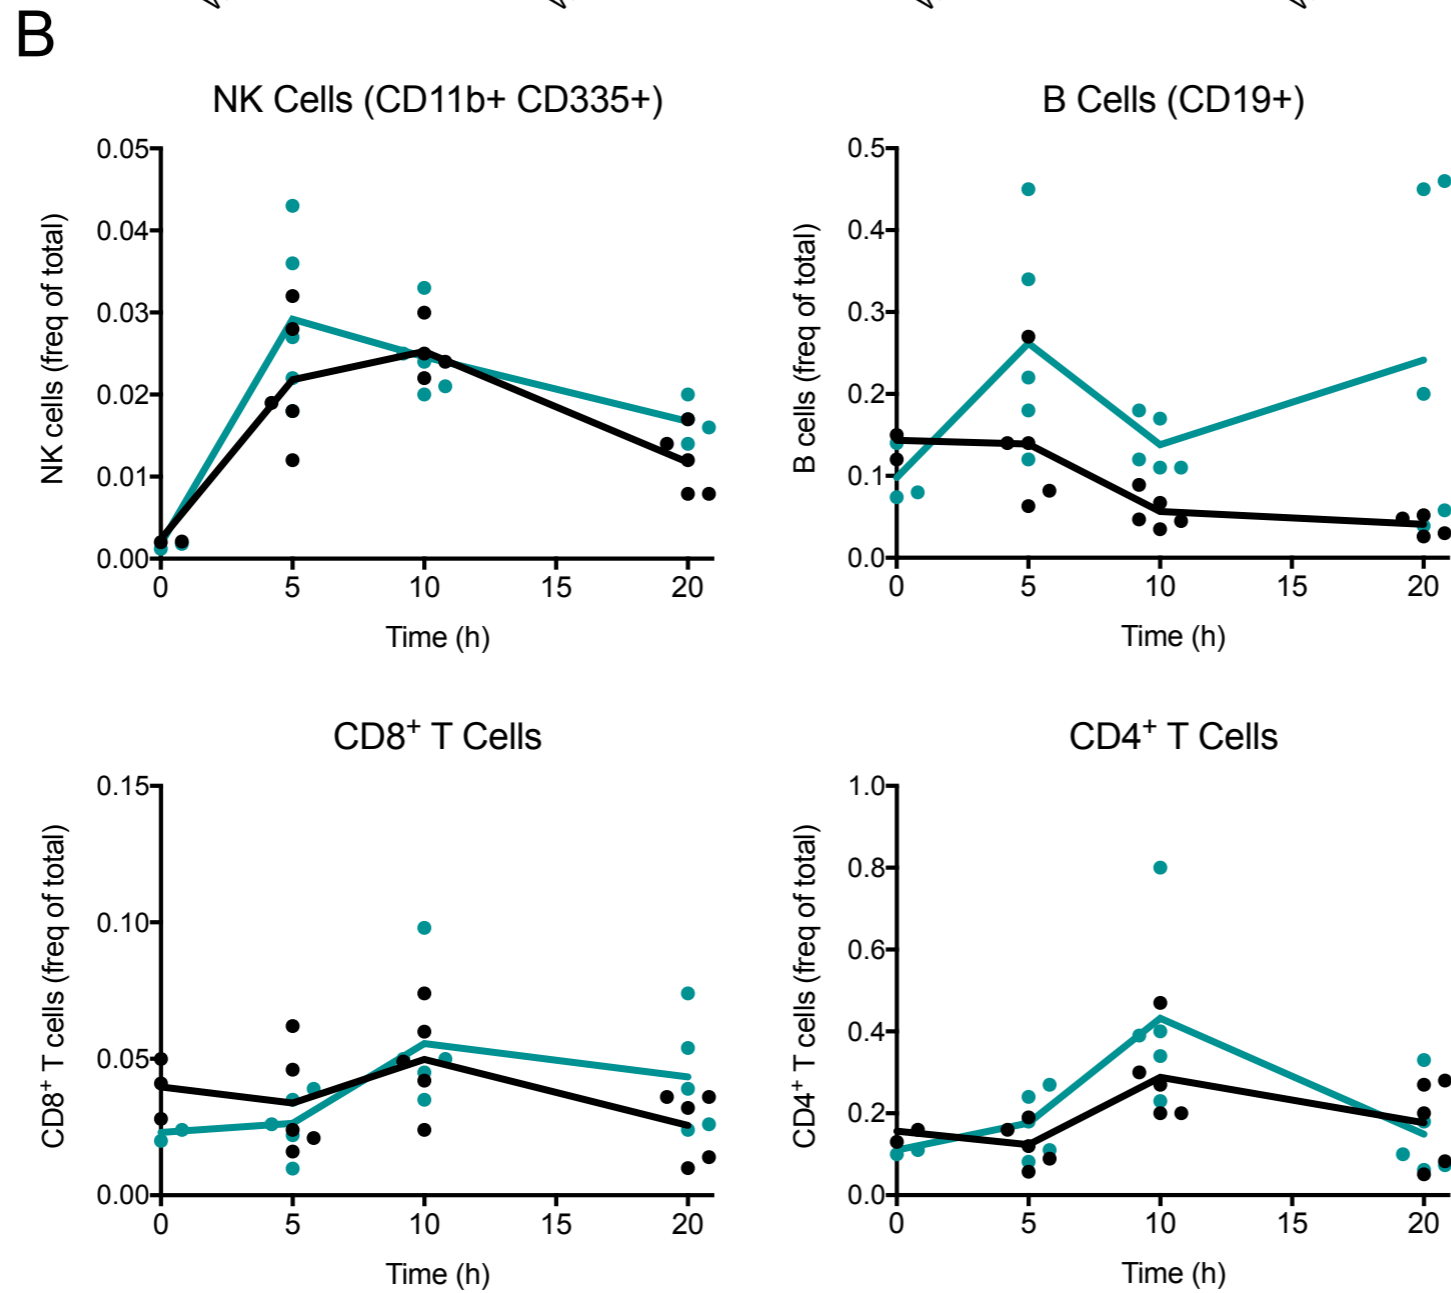 B
NK Cells (CD11b+ CD335+)
NK cells (freq of total)
0.05
0.04
0.03
0.02
0.01
0.00
0 5 10 15 20
Time (h)
B Cells (CD19+)
B cells (freq of total)
0.5
0.4
0.3
0.2
0.1
0.0
0 5 10 15 20
Time (h)
CD8⁺ T Cells
CD8⁺ T cells (freq of total)
0.15
0.10
0.05
0.00
0 5 10 15 20
Time (h)
CD4⁺ T Cells
CD4⁺ T cells (freq of total)
1.0
0.8
0.6
0.4
0.2
0.0
0 5 10 15 20
Time (h)